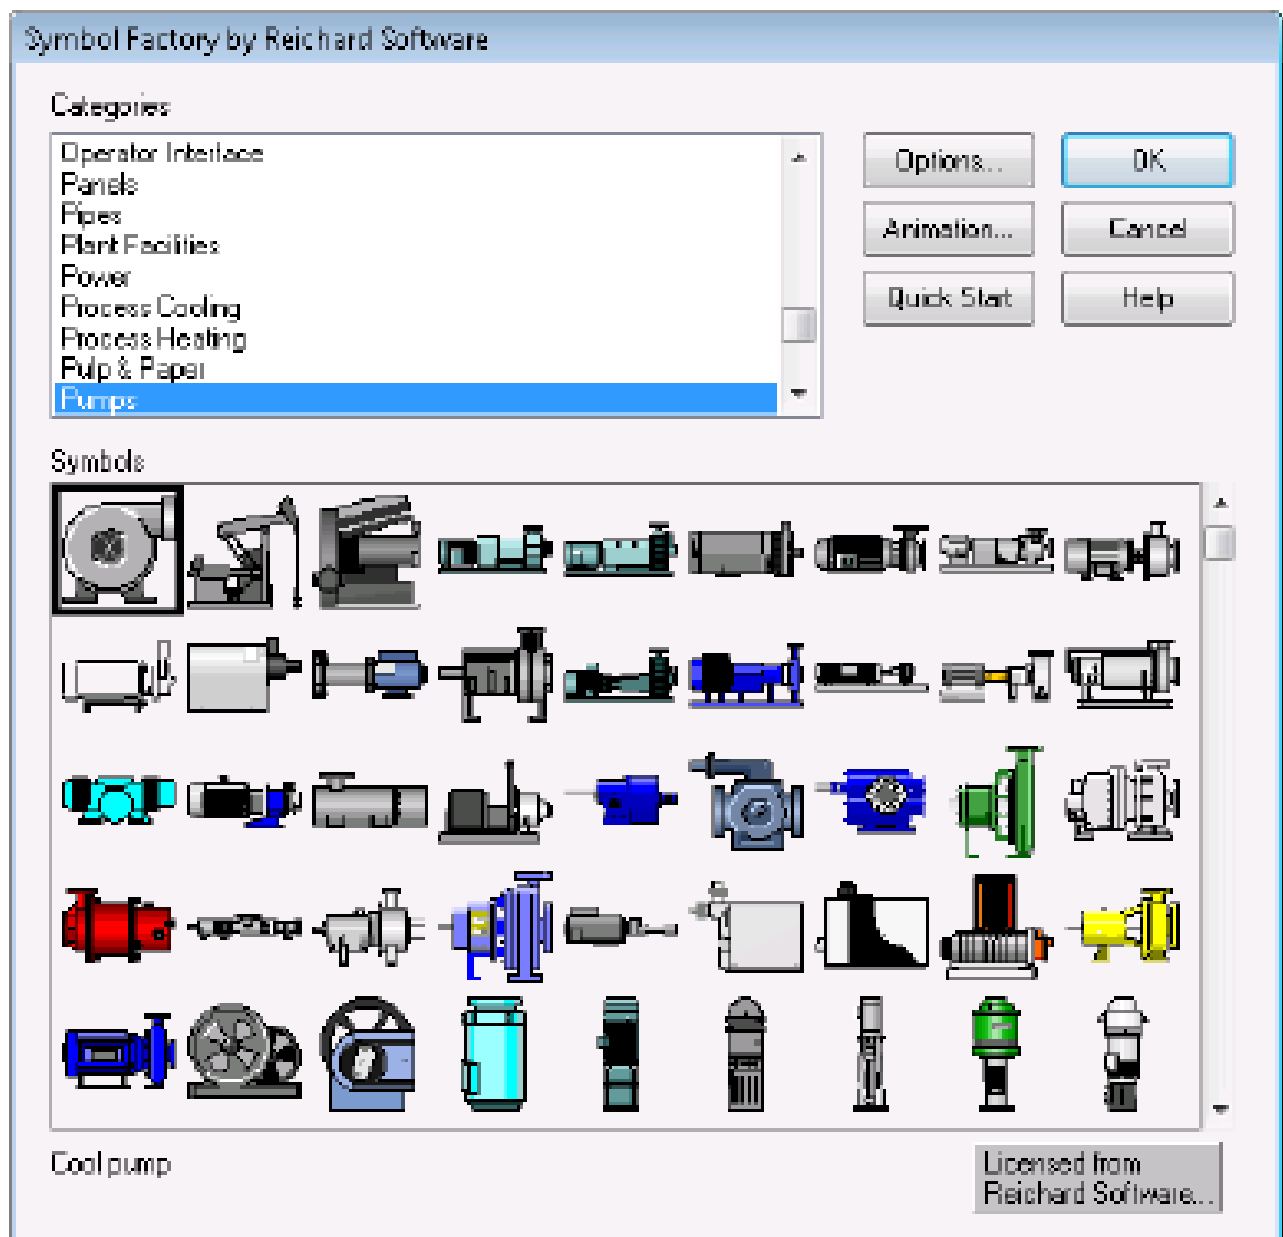 Symbol Factory by Reichard Software
Categories
Operator Interface
Panels
Pipes
Plant Facilities
Power
Process Cooling
Process Heating
Pulp & Paper
Pumps
Options...
OK
Animation...
Cancel
Quick Start
Help
Symbols
Cool pump
Licensed from
Reichard Software...